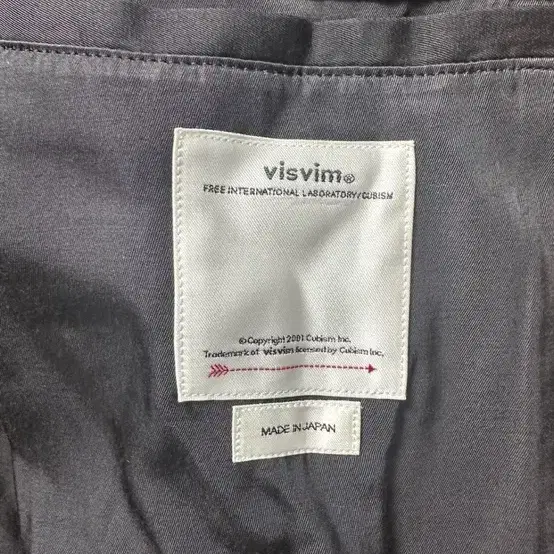 visvim®
FREE INTERNATIONAL LABORATORY/CUBISM
©Copyright 2001 Cubism Inc.
Trademark of visvim licensed by Cubism Inc.
MADE IN JAPAN